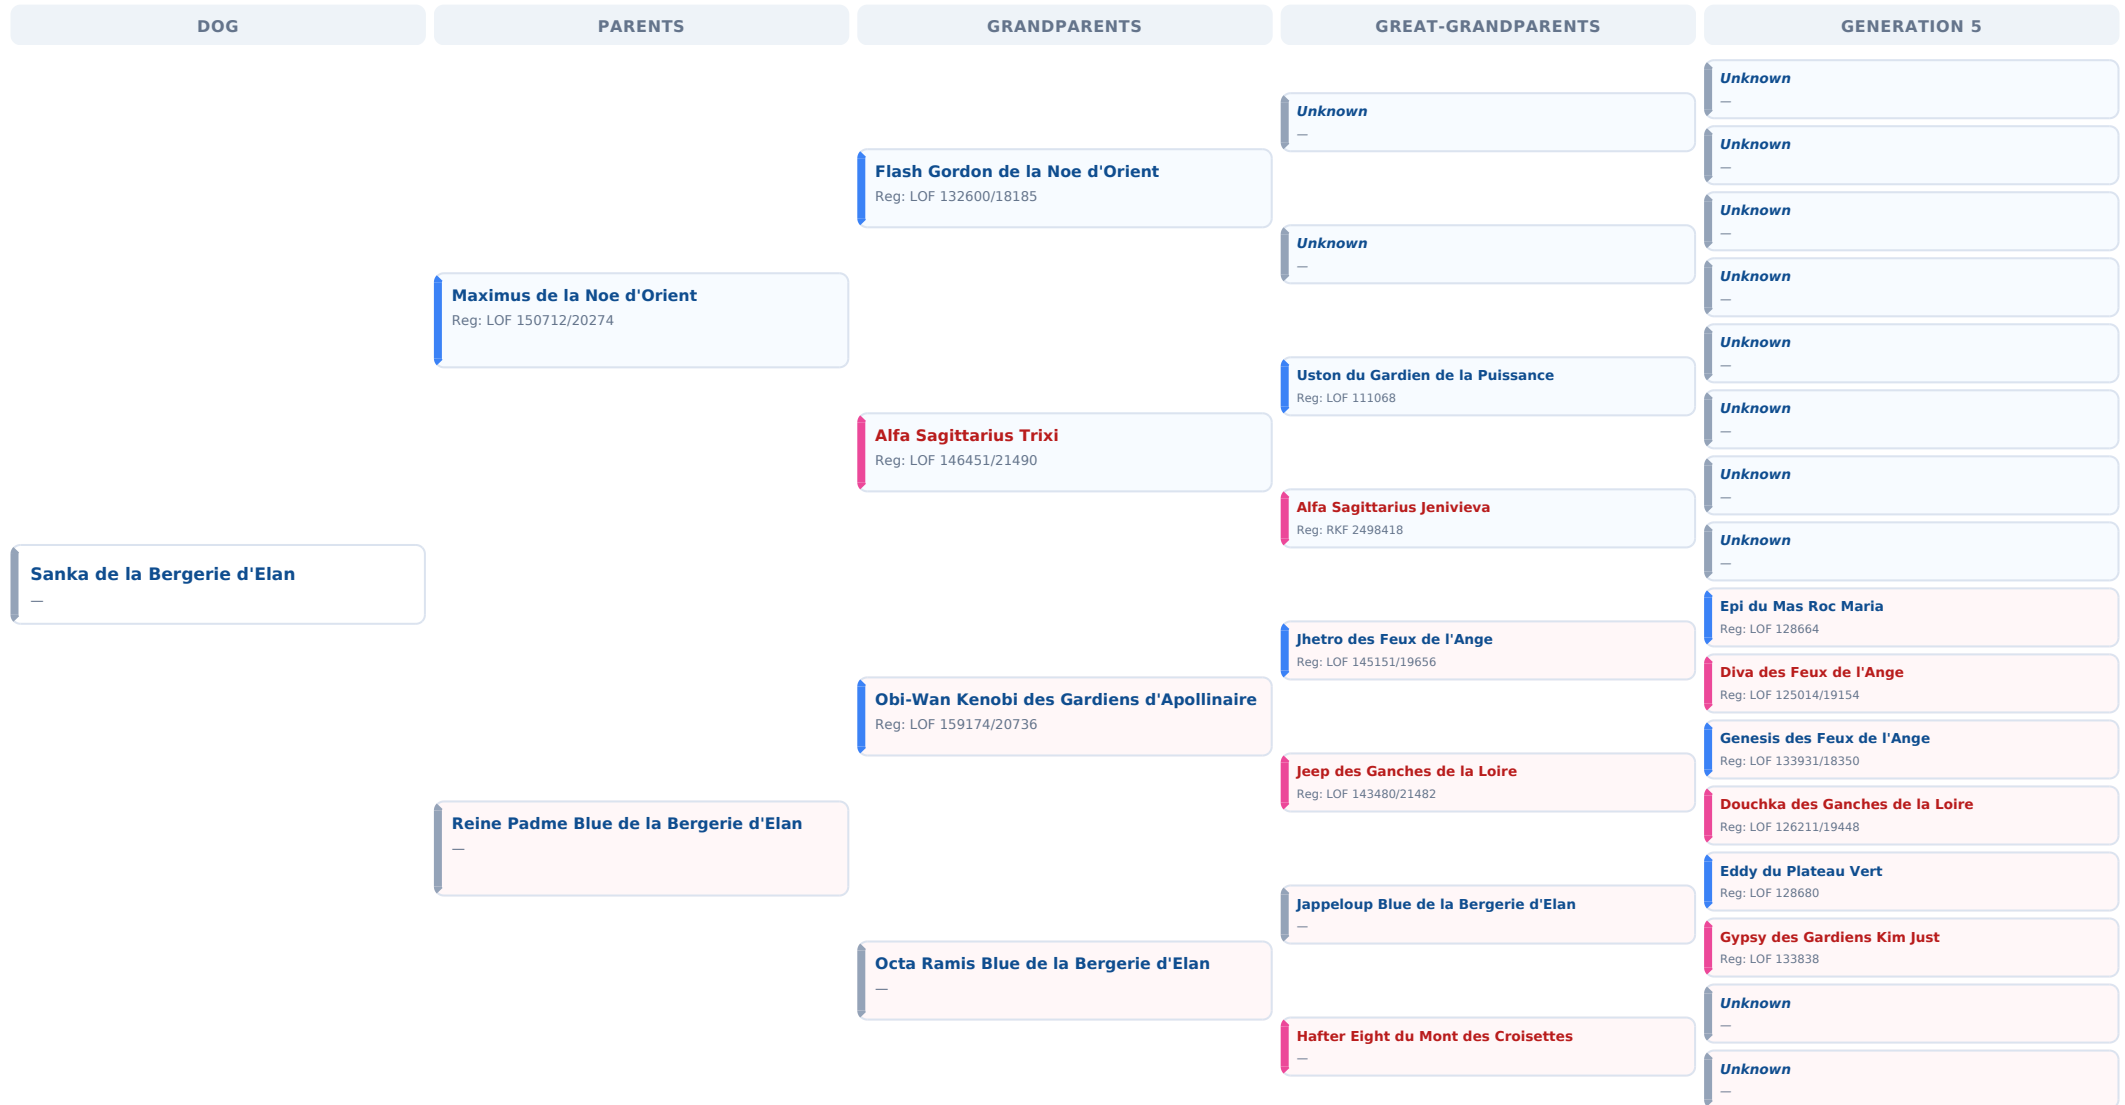 DOG
PARENTS
GRANDPARENTS
GREAT-GRANDPARENTS
GENERATION 5
Sanka de la Bergerie d'Elan
—
Maximus de la Noe d'Orient
Reg: LOF 150712/20274
Reine Padme Blue de la Bergerie d'Elan
—
Flash Gordon de la Noe d'Orient
Reg: LOF 132600/18185
Alfa Sagittarius Trixi
Reg: LOF 146451/21490
Obi-Wan Kenobi des Gardiens d'Apollinaire
Reg: LOF 159174/20736
Octa Ramis Blue de la Bergerie d'Elan
—
Unknown
—
Unknown
—
Uston du Gardien de la Puissance
Reg: LOF 111068
Alfa Sagittarius Jenivieva
Reg: RKF 2498418
Jhetro des Feux de l'Ange
Reg: LOF 145151/19656
Jeep des Ganches de la Loire
Reg: LOF 143480/21482
Jappeloup Blue de la Bergerie d'Elan
—
Hafter Eight du Mont des Croisettes
—
Unknown
—
Unknown
—
Unknown
—
Unknown
—
Unknown
—
Unknown
—
Unknown
—
Unknown
—
Epi du Mas Roc Maria
Reg: LOF 128664
Diva des Feux de l'Ange
Reg: LOF 125014/19154
Genesis des Feux de l'Ange
Reg: LOF 133931/18350
Douchka des Ganches de la Loire
Reg: LOF 126211/19448
Eddy du Plateau Vert
Reg: LOF 128680
Gypsy des Gardiens Kim Just
Reg: LOF 133838
Unknown
—
Unknown
—